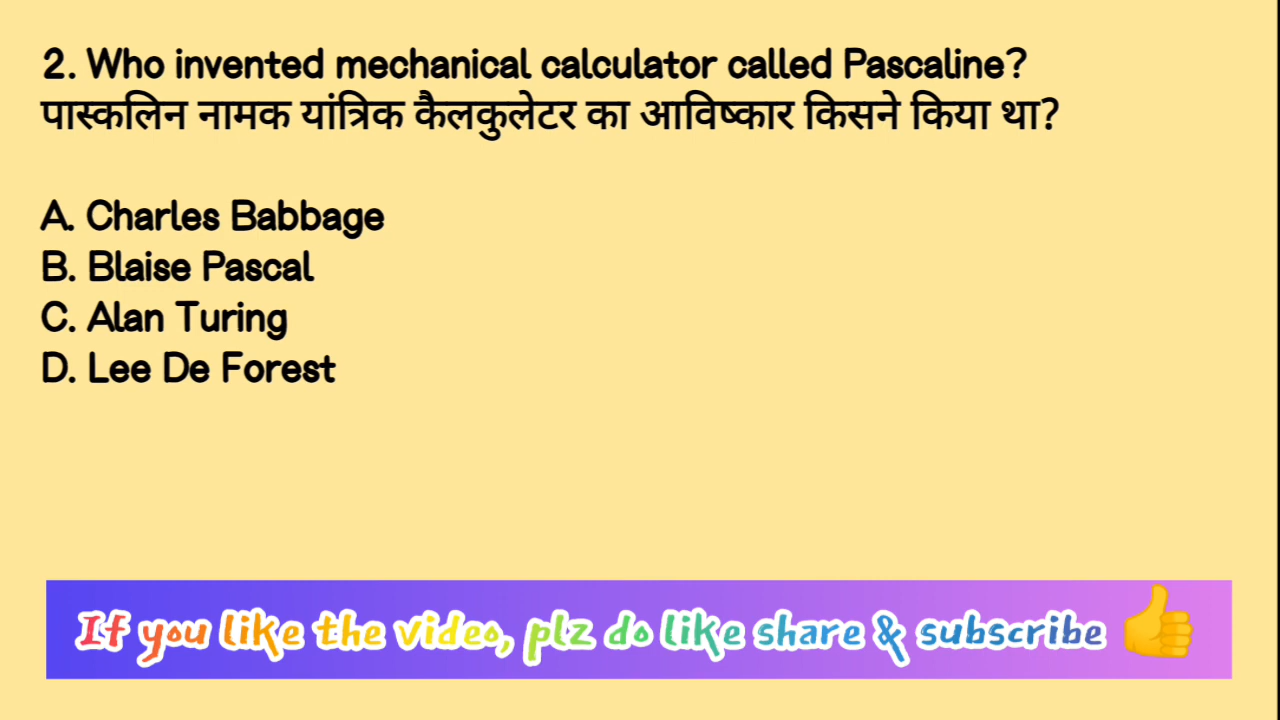 2. Who invented mechanical calculator called Pascaline?
पास्कलिन नामक यांत्रिक कैलकुलेटर का आविष्कार किसने किया था?
A. Charles Babbage
B. Blaise Pascal
C. Alan Turing
D. Lee De Forest
If you like the video, plz do like share & subscribe